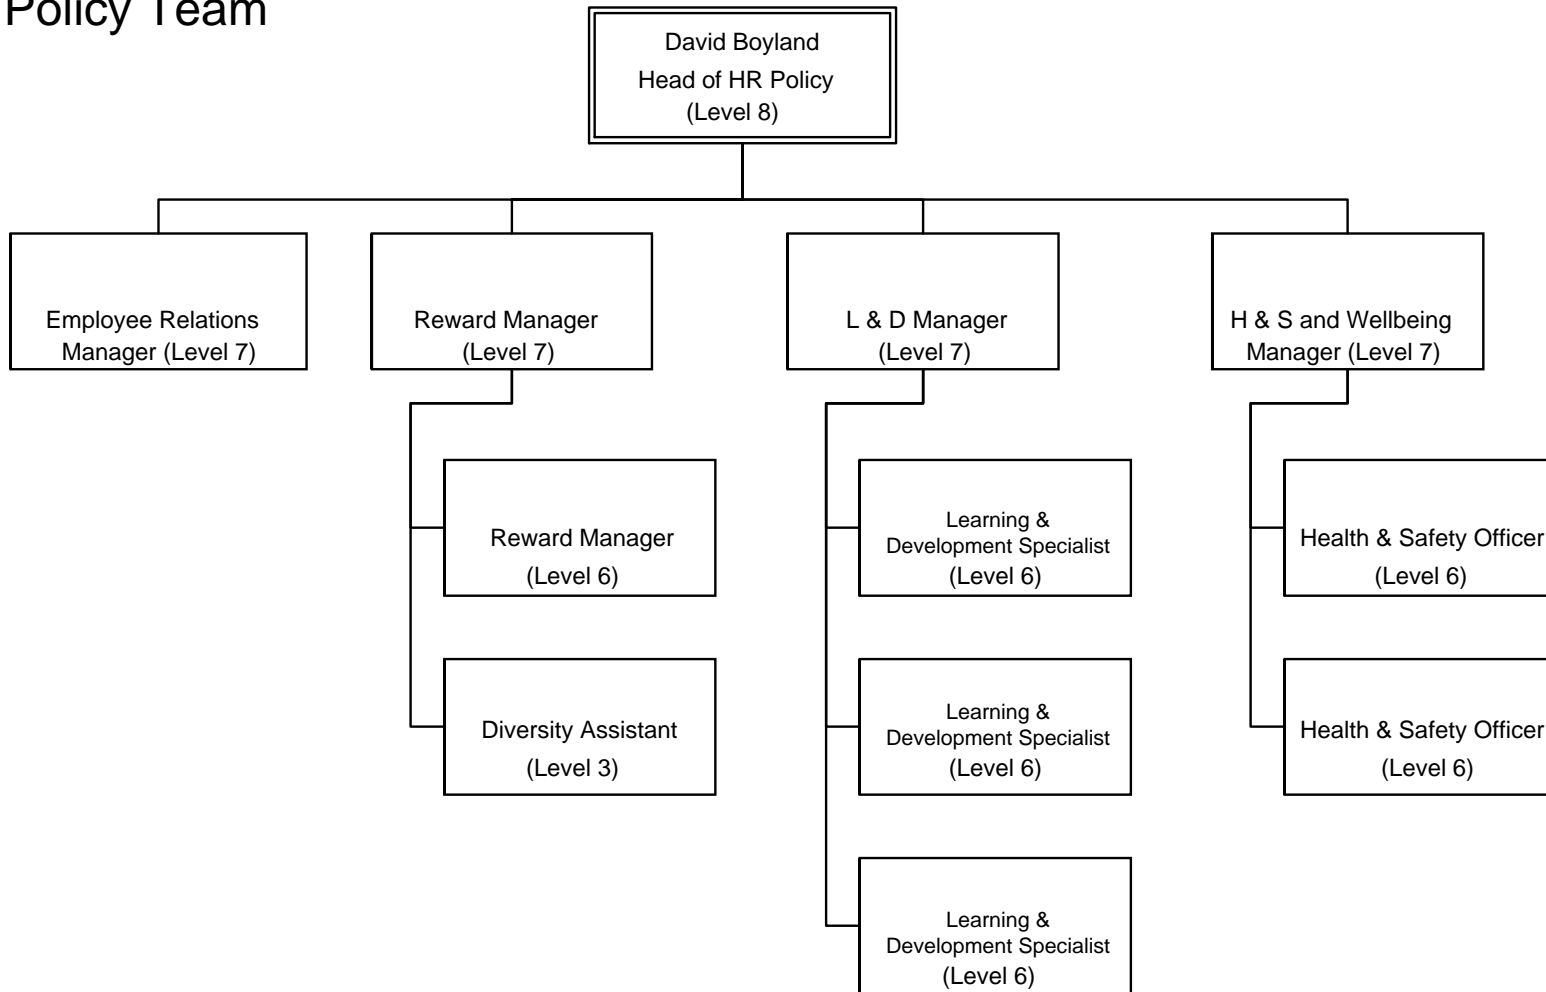 Policy Team
David Boyland
Head of HR Policy
(Level 8)
Employee Relations
Manager (Level 7)
Reward Manager
(Level 7)
L & D Manager
(Level 7)
H & S and Wellbeing
Manager (Level 7)
Reward Manager
(Level 6)
Learning &
Development Specialist
(Level 6)
Health & Safety Officer
(Level 6)
Diversity Assistant
(Level 3)
Learning &
Development Specialist
(Level 6)
Health & Safety Officer
(Level 6)
Learning &
Development Specialist
(Level 6)